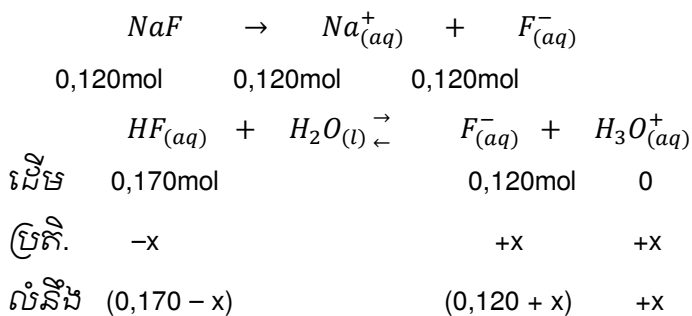 NaF → Na⁺(aq) + F⁻(aq)
0,120mol 0,120mol 0,120mol
HF(aq) + H₂O(l) ⇄ F⁻(aq) + H₃O⁺(aq)
ដើម 0,170mol 0,120mol 0
ប្រតិ. –x +x +x
លំនឹង (0,170 – x) (0,120 + x) +x